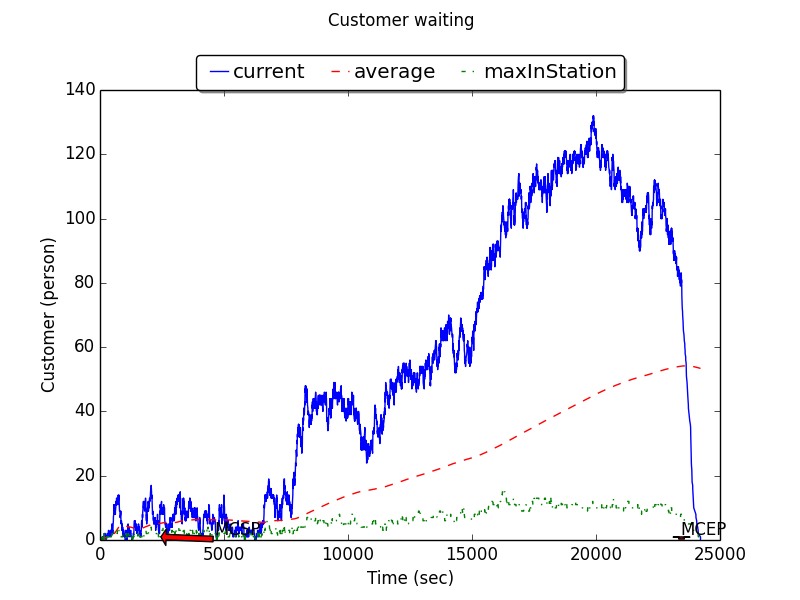 Customer waiting
current average maxInStation
140
120
100
80
60
40
20
0
Customer (person)
MCEP
0 5000 10000 15000 20000 25000
Time (sec)